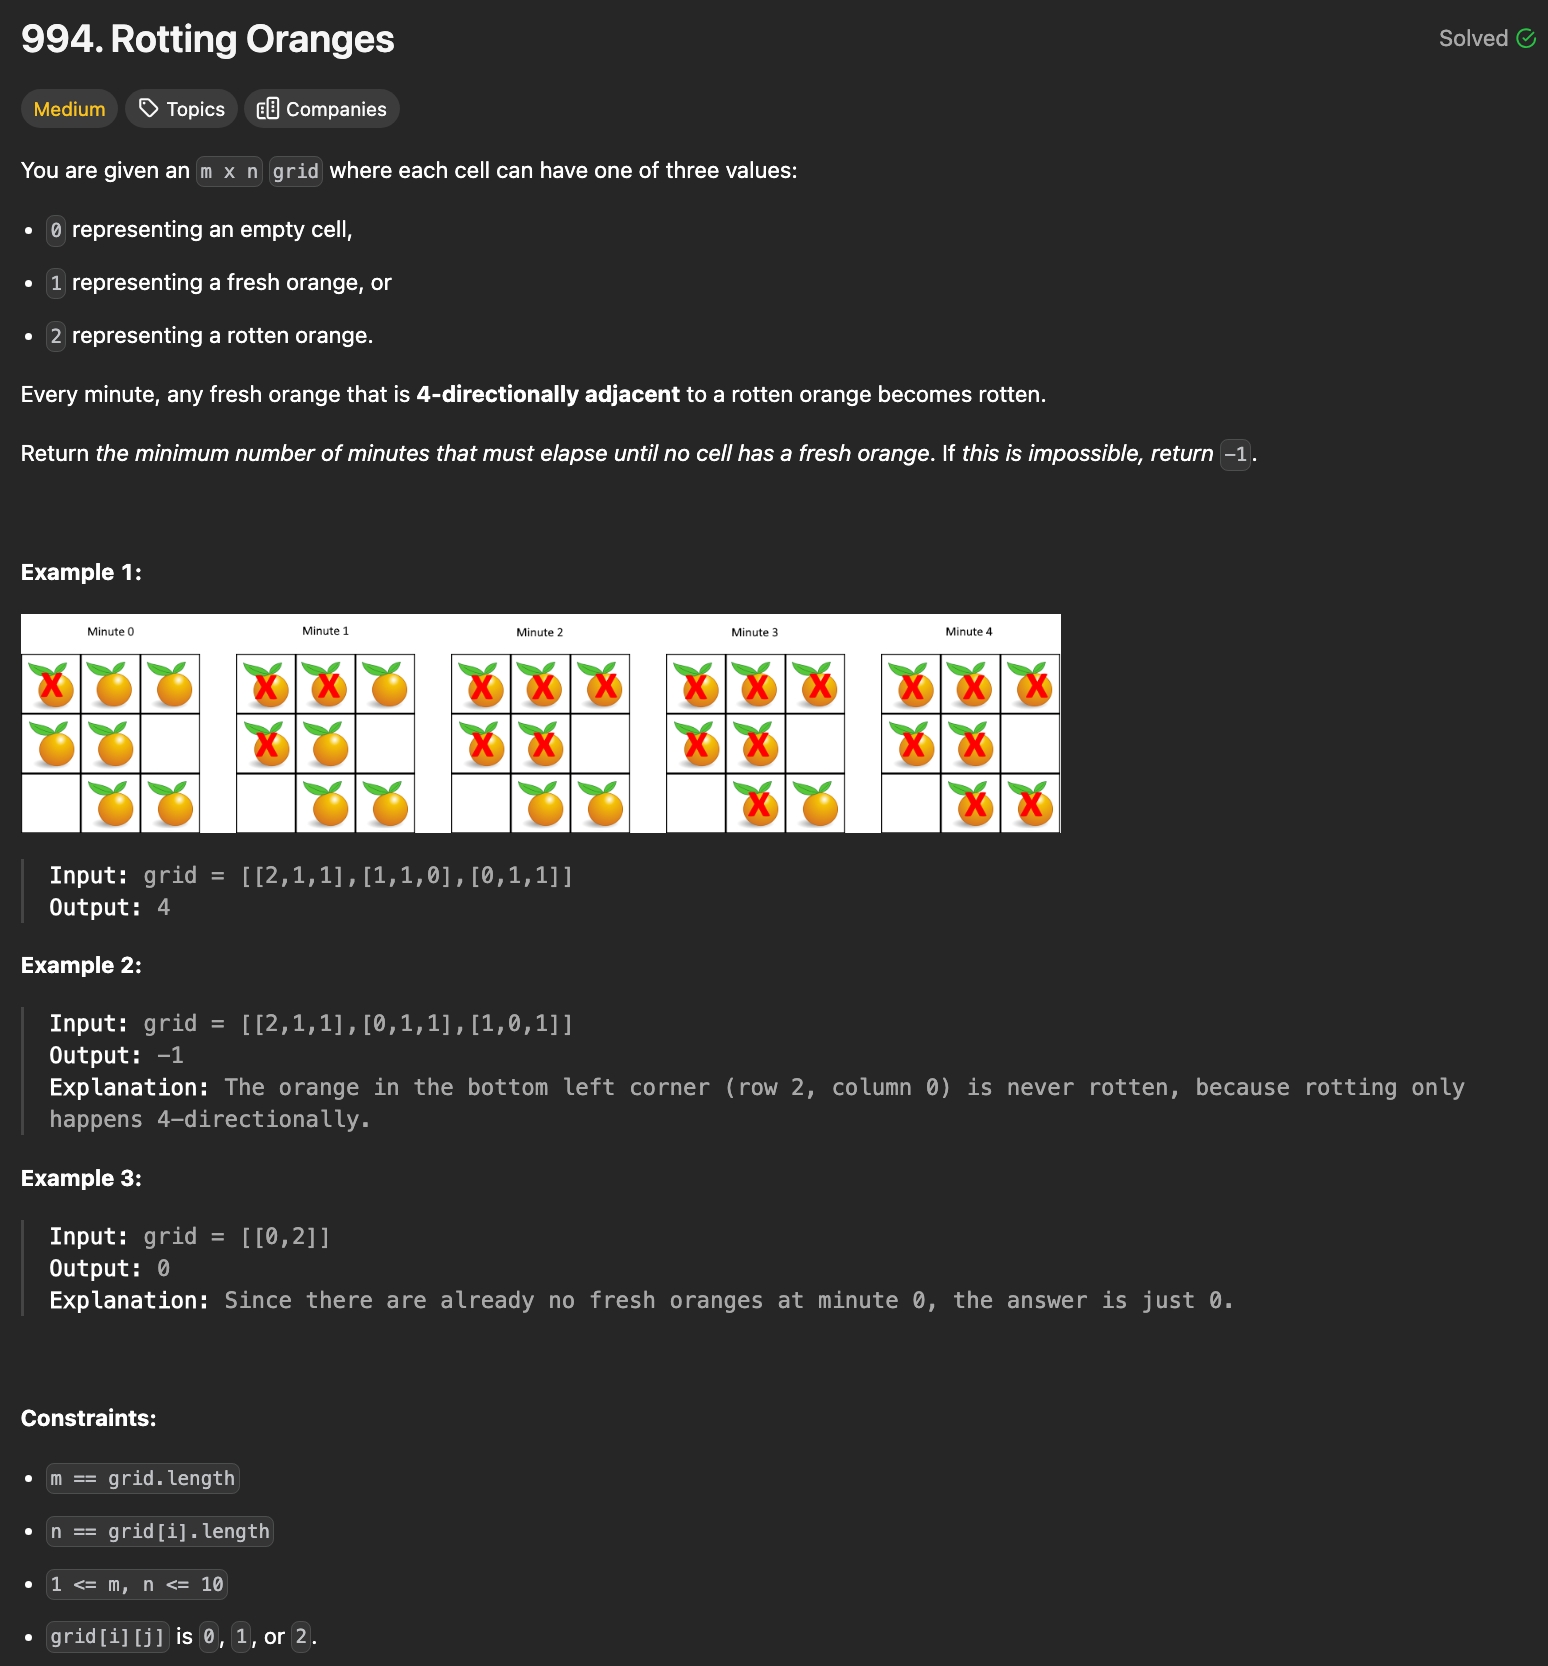 994. Rotting Oranges
Solved
Medium
Topics
Companies
You are given an m x n grid where each cell can have one of three values:
• 0 representing an empty cell,
• 1 representing a fresh orange, or
• 2 representing a rotten orange.
Every minute, any fresh orange that is 4-directionally adjacent to a rotten orange becomes rotten.
Return the minimum number of minutes that must elapse until no cell has a fresh orange. If this is impossible, return -1.
Example 1:
Minute 0 Minute 1 Minute 2 Minute 3 Minute 4
Input: grid = [[2,1,1],[1,1,0],[0,1,1]]
Output: 4
Example 2:
Input: grid = [[2,1,1],[0,1,1],[1,0,1]]
Output: -1
Explanation: The orange in the bottom left corner (row 2, column 0) is never rotten, because rotting only
happens 4-directionally.
Example 3:
Input: grid = [[0,2]]
Output: 0
Explanation: Since there are already no fresh oranges at minute 0, the answer is just 0.
Constraints:
• m == grid.length
• n == grid[i].length
• 1 <= m, n <= 10
• grid[i][j] is 0, 1, or 2.